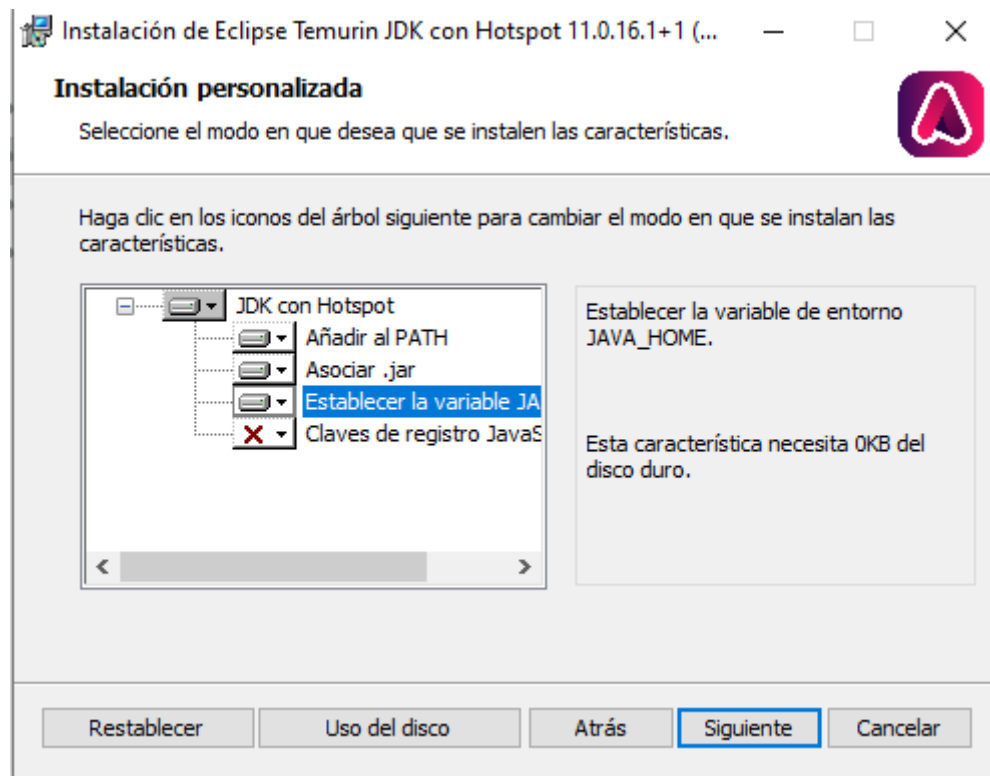 Instalación de Eclipse Temurin JDK con Hotspot 11.0.16.1+1 (...
Instalación personalizada
Seleccione el modo en que desea que se instalen las características.
Haga clic en los iconos del árbol siguiente para cambiar el modo en que se instalan las
características.
JDK con Hotspot
Añadir al PATH
Asociar .jar
Establecer la variable JA
Claves de registro JavaS
Establecer la variable de entorno
JAVA_HOME.
Esta característica necesita 0KB del
disco duro.
Restablecer
Uso del disco
Atrás
Siguiente
Cancelar